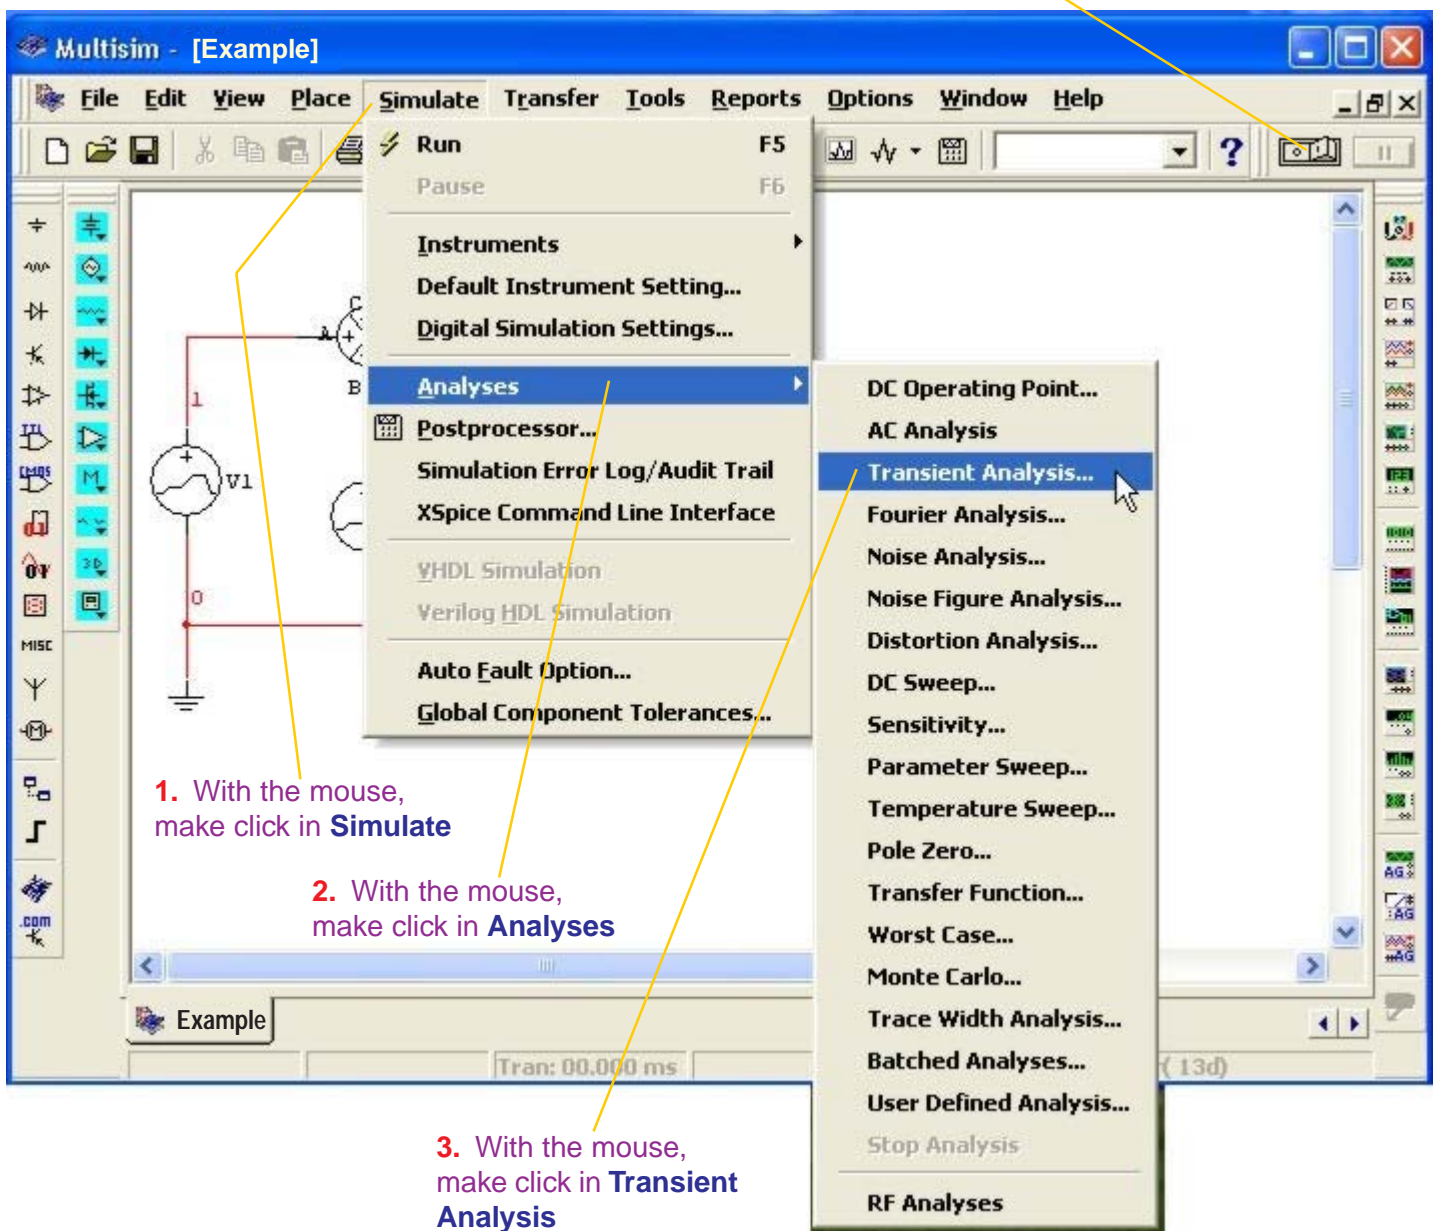 Multisim - [Example]
File Edit View Place Simulate Transfer Tools Reports Options Window Help
Run F5
Pause F6
Instruments
Default Instrument Setting...
Digital Simulation Settings...
Analyses
Postprocessor...
Simulation Error Log/Audit Trail
XSpice Command Line Interface
VHDL Simulation
Verilog HDL Simulation
Auto Fault Option...
Global Component Tolerances...
DC Operating Point...
AC Analysis
Transient Analysis...
Fourier Analysis...
Noise Analysis...
Noise Figure Analysis...
Distortion Analysis...
DC Sweep...
Sensitivity...
Parameter Sweep...
Temperature Sweep...
Pole Zero...
Transfer Function...
Worst Case...
Monte Carlo...
Trace Width Analysis...
Batched Analyses...
User Defined Analysis...
Stop Analysis
RF Analyses
TTL
CMOS
MISC
.com
M
3D
C
A
B
1
V1
0
AG
AG
AG
1. With the mouse,
make click in Simulate
2. With the mouse,
make click in Analyses
3. With the mouse,
make click in Transient
Analysis
Example
Tran: 00.000 ms
( 13d)